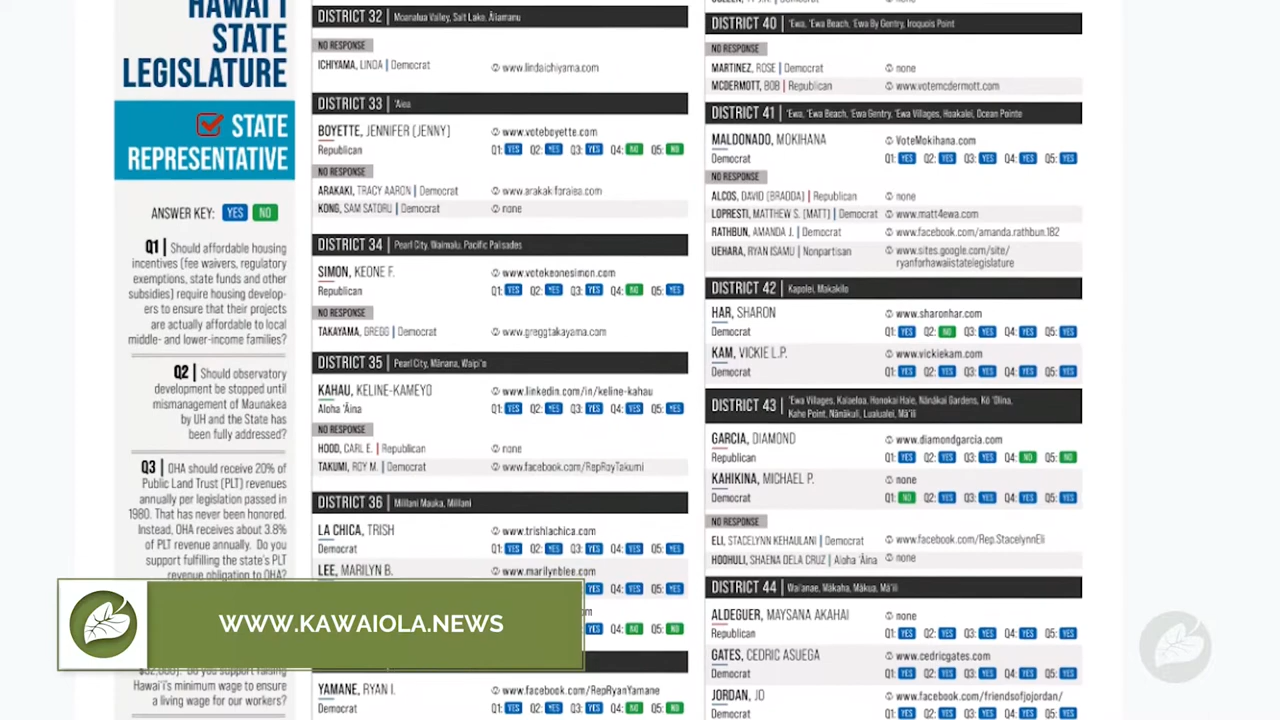 HAWAI'I
STATE
LEGISLATURE
STATE
REPRESENTATIVE
ANSWER KEY: YES NO
Q1 | Should affordable housing
incentives (fee waivers, regulatory
exemptions, state funds and other
subsidies) require housing develop-
ers to ensure that their projects
are actually affordable to local
middle- and lower-income families?
Q2 | Should observatory
development be stopped until
mismanagement of Maunakea
by UH and the State has
been fully addressed?
Q3 | OHA should receive 20% of
Public Land Trust (PLT) revenues
annually per legislation passed in
1980. That has never been honored.
Instead, OHA receives about 3.8%
of PLT revenue annually. Do you
support fulfilling the state's PLT
revenue obligation to OHA?
Do you support raising
Hawai'i's minimum wage to ensure
a living wage for our workers?
DISTRICT 32 | Moanalua Valley, Salt Lake, Āliamanu
NO RESPONSE
ICHIYAMA, LINDA | Democrat www.lindaichiyama.com
DISTRICT 33 | 'Aiea
BOYETTE, JENNIFER (JENNY) www.voteboyette.com
Republican Q1: YES Q2: YES Q3: YES Q4: NO Q5: NO
NO RESPONSE
ARAKAKI, TRACY AARON | Democrat www.arakakiforaiea.com
KONG, SAM SATORU | Democrat none
DISTRICT 34 | Pearl City, Waimalu, Pacific Palisades
SIMON, KEONE F. www.votekeonesimon.com
Republican Q1: YES Q2: YES Q3: YES Q4: NO Q5: YES
NO RESPONSE
TAKAYAMA, GREGG | Democrat www.greggtakayama.com
DISTRICT 35 | Pearl City, Mānana, Waipi'o
KAHAU, KELINE-KAMEYO www.linkedin.com/in/keline-kahau
Aloha 'Āina Q1: YES Q2: YES Q3: YES Q4: YES Q5: YES
NO RESPONSE
HOOD, CARL E. | Republican none
TAKUMI, ROY M. | Democrat www.facebook.com/RepRoyTakumi
DISTRICT 36 | Mililani Mauka, Mililani
LA CHICA, TRISH www.trishlachica.com
Democrat Q1: YES Q2: YES Q3: YES Q4: YES Q5: YES
LEE, MARILYN B. www.marilynblee.com
YES Q4: YES Q5: YES
YES Q4: NO Q5: NO
YAMANE, RYAN I. www.facebook.com/RepRyanYamane
Democrat Q1: YES Q2: YES Q3: YES Q4: NO Q5: NO
DISTRICT 40 | 'Ewa, 'Ewa Beach, 'Ewa By Gentry, Iroquois Point
NO RESPONSE
MARTINEZ, ROSE | Democrat none
MCDERMOTT, BOB | Republican www.votemcdermott.com
DISTRICT 41 | 'Ewa, 'Ewa Beach, 'Ewa Gentry, 'Ewa Villages, Hoakalei, Ocean Pointe
MALDONADO, MOKIHANA VoteMokihana.com
Democrat Q1: YES Q2: YES Q3: YES Q4: YES Q5: YES
NO RESPONSE
ALCOS, DAVID (BRADDA) | Republican none
LOPRESTI, MATTHEW S. (MATT) | Democrat www.matt4ewa.com
RATHBUN, AMANDA J. | Democrat www.facebook.com/amanda.rathbun.182
UEHARA, RYAN ISAMU | Nonpartisan www.sites.google.com/site/
ryanforhawaiistatelegislature
DISTRICT 42 | Kapolei, Makakilo
HAR, SHARON www.sharonhar.com
Democrat Q1: YES Q2: NO Q3: YES Q4: YES Q5: YES
KAM, VICKIE L.P. www.vickiekam.com
Democrat Q1: YES Q2: YES Q3: YES Q4: YES Q5: YES
DISTRICT 43 | 'Ewa Villages, Kalaeloa, Honokai Hale, Nānākai Gardens, Kō 'Olina,
Kahe Point, Nānākuli, Lualualei, Mā'ili
GARCIA, DIAMOND www.diamondgarcia.com
Republican Q1: YES Q2: YES Q3: YES Q4: NO Q5: NO
KAHIKINA, MICHAEL P. none
Democrat Q1: NO Q2: YES Q3: YES Q4: YES Q5: YES
NO RESPONSE
ELI, STACELYNN KEHAULANI | Democrat www.facebook.com/Rep.StacelynnEli
HOOHULI, SHAENA DELA CRUZ | Aloha 'Āina none
DISTRICT 44 | Wai'anae, Mākaha, Mākua, Mā'ili
ALDEGUER, MAYSANA AKAHAI none
Republican Q1: YES Q2: YES Q3: YES Q4: YES Q5: YES
GATES, CEDRIC ASUEGA www.cedricgates.com
Democrat Q1: YES Q2: YES Q3: YES Q4: YES Q5: YES
JORDAN, JO www.facebook.com/friendsofjojordan/
Democrat Q1: YES Q2: YES Q3: YES Q4: YES Q5: YES
WWW.KAWAIOLA.NEWS